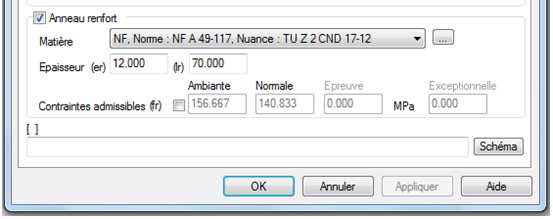 Anneau renfort
Matière NF, Norme : NF A 49-117, Nuance : TU Z 2 CND 17-12 ...
Epaisseur (er) 12.000 (lr) 70.000
Ambiante Normale Epreuve Exceptionnelle
Contraintes admissibles (fr) 156.667 140.833 0.000 MPa 0.000
[ ]
Schéma
OK Annuler Appliquer Aide